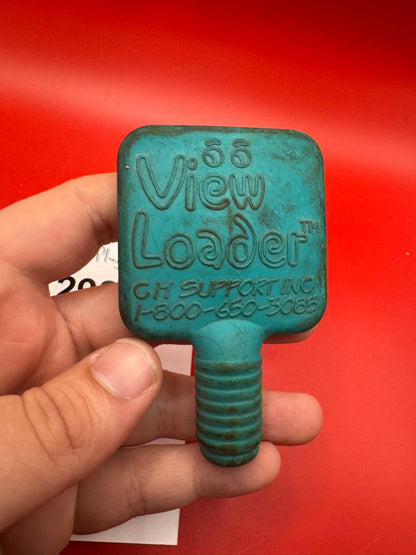 View
Loader™
C.M. SUPPORT INC.
1-800-650-3085